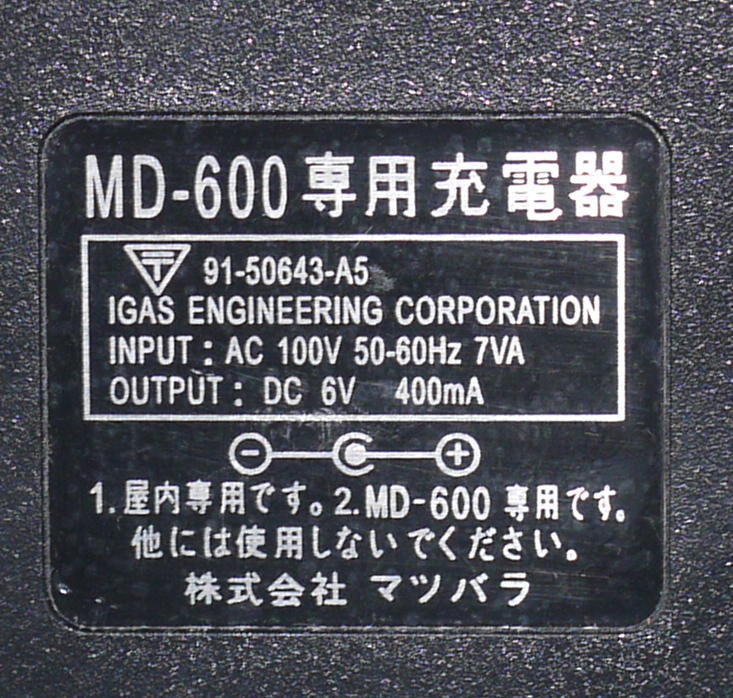 MD-600 専用充電器
〒 91-50643-A5
IGAS ENGINEERING CORPORATION
INPUT : AC 100V 50-60Hz 7VA
OUTPUT : DC 6V 400mA
1.屋内専用です。2.MD-600 専用です。
他には使用しないでください。
株式会社 マツバラ